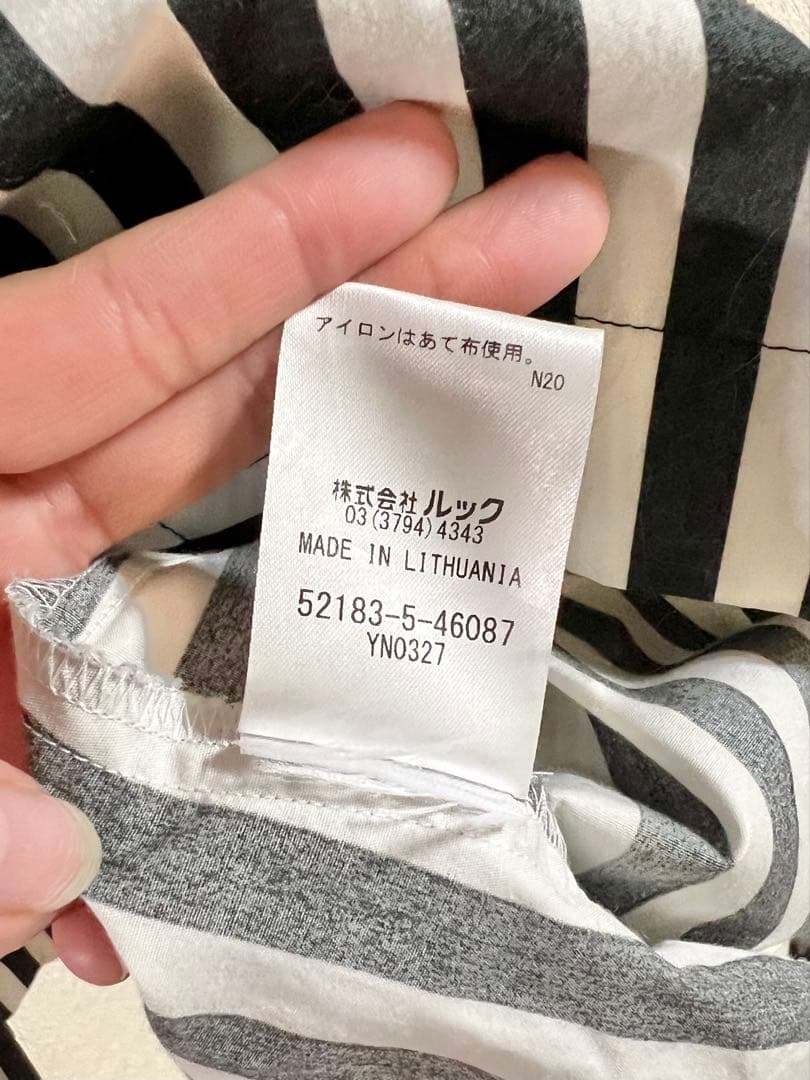 アイロンはあて布使用。
N20
株式会社ルック
03(3794)4343
MADE IN LITHUANIA
52183-5-46087
YN0327